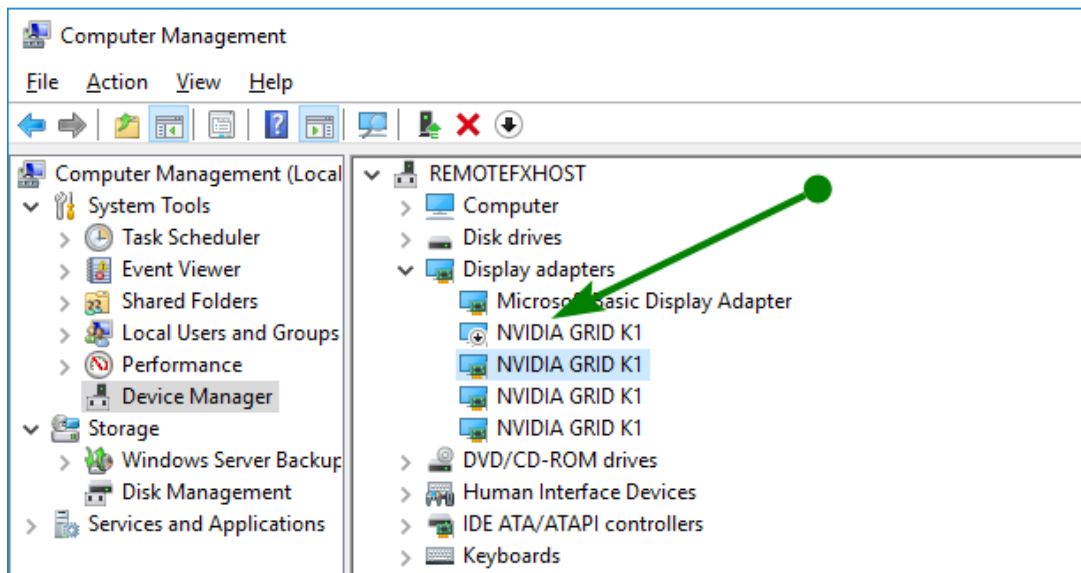 Computer Management
File Action View Help
Computer Management (Local
System Tools
Task Scheduler
Event Viewer
Shared Folders
Local Users and Groups
Performance
Device Manager
Storage
Windows Server Backup
Disk Management
Services and Applications
REMOTEFXHOST
Computer
Disk drives
Display adapters
Microsoft Basic Display Adapter
NVIDIA GRID K1
NVIDIA GRID K1
NVIDIA GRID K1
NVIDIA GRID K1
DVD/CD-ROM drives
Human Interface Devices
IDE ATA/ATAPI controllers
Keyboards